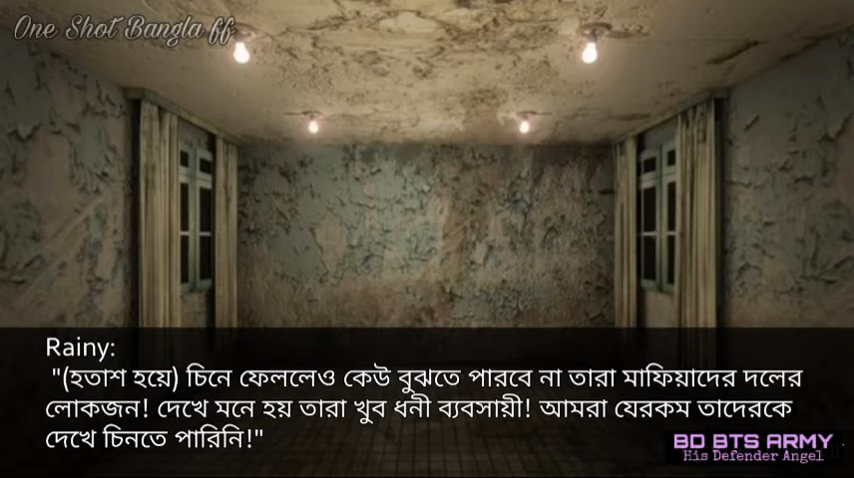 One Shot Bangla ff
Rainy:
"(হতাশ হয়ে) চিনে ফেললেও কেউ বুঝতে পারবে না তারা মাফিয়াদের দলের
লোকজন! দেখে মনে হয় তারা খুব ধনী ব্যবসায়ী! আমরা যেরকম তাদেরকে
দেখে চিনতে পারিনি!"
BD BTS ARMY
His Defender Angel